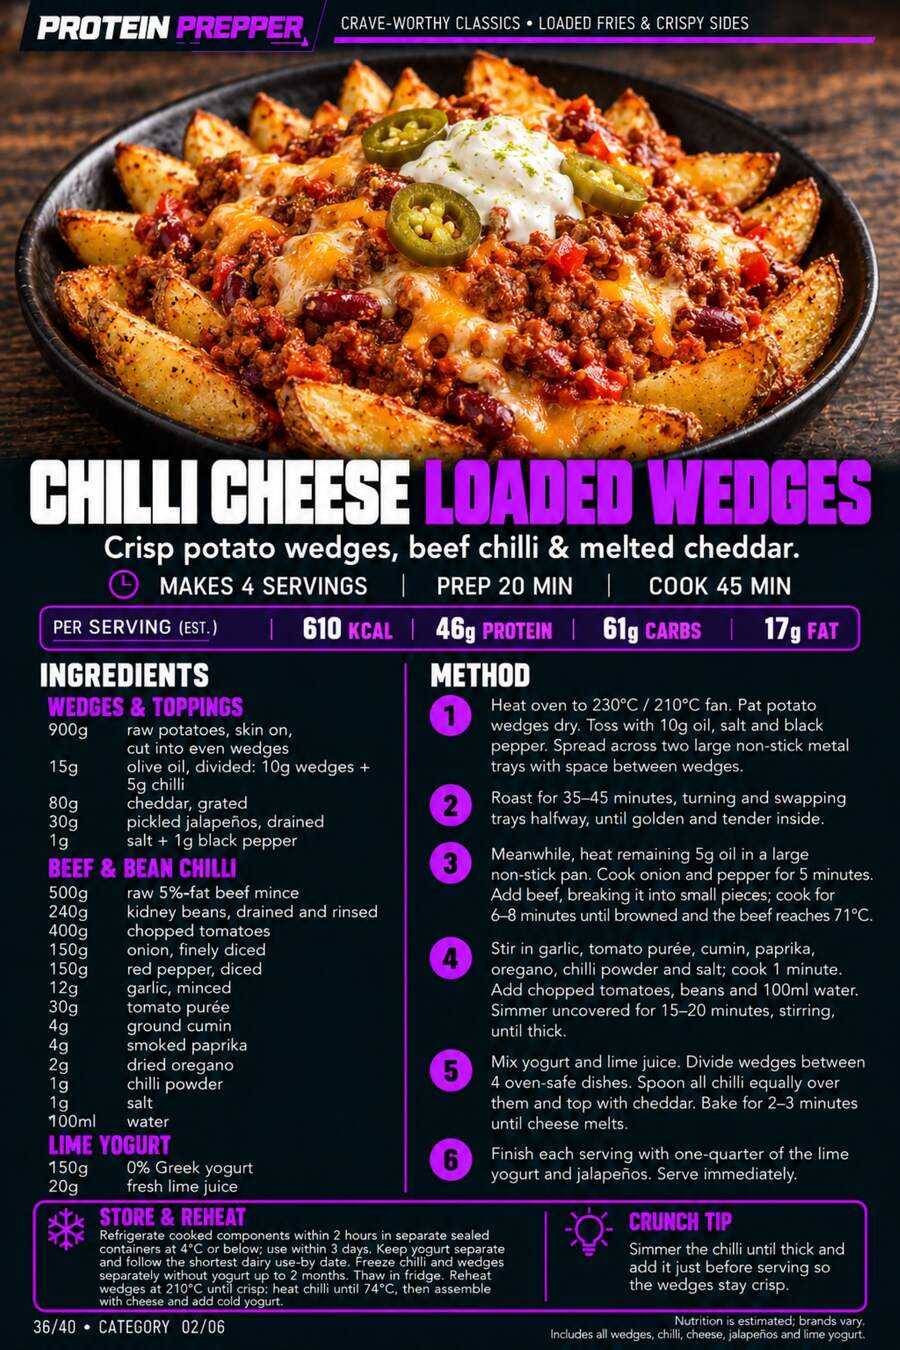 PROTEIN PREPPER
CRAVE-WORTHY CLASSICS • LOADED FRIES & CRISPY SIDES
CHILLI CHEESE LOADED WEDGES
Crisp potato wedges, beef chilli & melted cheddar.
MAKES 4 SERVINGS | PREP 20 MIN | COOK 45 MIN
PER SERVING (EST.) | 610 KCAL | 46g PROTEIN | 61g CARBS | 17g FAT
INGREDIENTS
WEDGES & TOPPINGS
900g raw potatoes, skin on,
cut into even wedges
15g olive oil, divided: 10g wedges +
5g chilli
80g cheddar, grated
30g pickled jalapeños, drained
1g salt + 1g black pepper
BEEF & BEAN CHILLI
500g raw 5%-fat beef mince
240g kidney beans, drained and rinsed
400g chopped tomatoes
150g onion, finely diced
150g red pepper, diced
12g garlic, minced
30g tomato purée
4g ground cumin
4g smoked paprika
2g dried oregano
1g chilli powder
1g salt
100ml water
LIME YOGURT
150g 0% Greek yogurt
20g fresh lime juice
METHOD
1 Heat oven to 230°C / 210°C fan. Pat potato
wedges dry. Toss with 10g oil, salt and black
pepper. Spread across two large non-stick metal
trays with space between wedges.
2 Roast for 35–45 minutes, turning and swapping
trays halfway, until golden and tender inside.
3 Meanwhile, heat remaining 5g oil in a large
non-stick pan. Cook onion and pepper for 5 minutes.
Add beef, breaking it into small pieces; cook for
6–8 minutes until browned and the beef reaches 71°C.
4 Stir in garlic, tomato purée, cumin, paprika,
oregano, chilli powder and salt; cook 1 minute.
Add chopped tomatoes, beans and 100ml water.
Simmer uncovered for 15–20 minutes, stirring,
until thick.
5 Mix yogurt and lime juice. Divide wedges between
4 oven-safe dishes. Spoon all chilli equally over
them and top with cheddar. Bake for 2–3 minutes
until cheese melts.
6 Finish each serving with one-quarter of the lime
yogurt and jalapeños. Serve immediately.
STORE & REHEAT
Refrigerate cooked components within 2 hours in separate sealed
containers at 4°C or below; use within 3 days. Keep yogurt separate
and follow the shortest dairy use-by date. Freeze chilli and wedges
separately without yogurt up to 2 months. Thaw in fridge. Reheat
wedges at 210°C until crisp; heat chilli until 74°C, then assemble
with cheese and add cold yogurt.
CRUNCH TIP
Simmer the chilli until thick and
add it just before serving so
the wedges stay crisp.
36/40 • CATEGORY 02/06
Nutrition is estimated; brands vary.
Includes all wedges, chilli, cheese, jalapeños and lime yogurt.